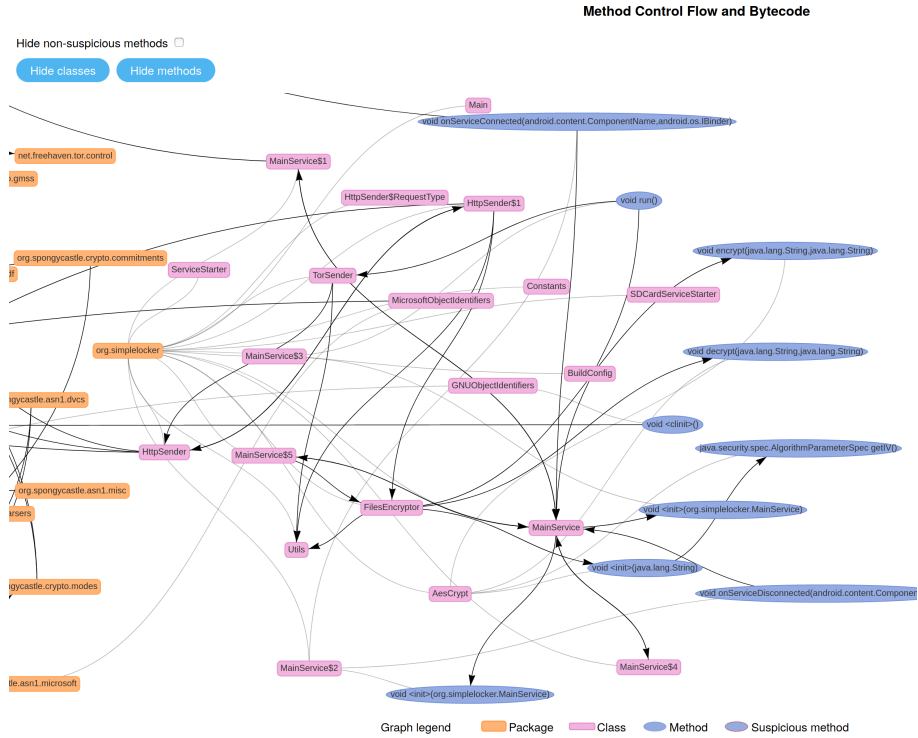 Method Control Flow and Bytecode
Hide non-suspicious methods
Hide classes
Hide methods
Main
void onServiceConnected(android.content.ComponentName,android.os.IBinder)
net.freehaven.tor.control
MainService$1
.gmss
HttpSender$RequestType
HttpSender$1
void run()
void encrypt(java.lang.String,java.lang.String)
org.spongycastle.crypto.commitments
df
ServiceStarter
TorSender
Constants
MicrosoftObjectIdentifiers
SDCardServiceStarter
org.simplelocker
MainService$3
void decrypt(java.lang.String,java.lang.String)
BuildConfig
GNUObjectIdentifiers
ngycastle.asn1.dvcs
void <clinit>()
HttpSender
MainService$5
java.security.spec.AlgorithmParameterSpec getIV()
org.spongycastle.asn1.misc
arsers
FilesEncryptor
void <init>(org.simplelocker.MainService)
MainService
Utils
void <init>(java.lang.String)
ngycastle.crypto.modes
AesCrypt
void onServiceDisconnected(android.content.Component
MainService$2
MainService$4
tle.asn1.microsoft
void <init>(org.simplelocker.MainService)
Graph legend
Package
Class
Method
Suspicious method